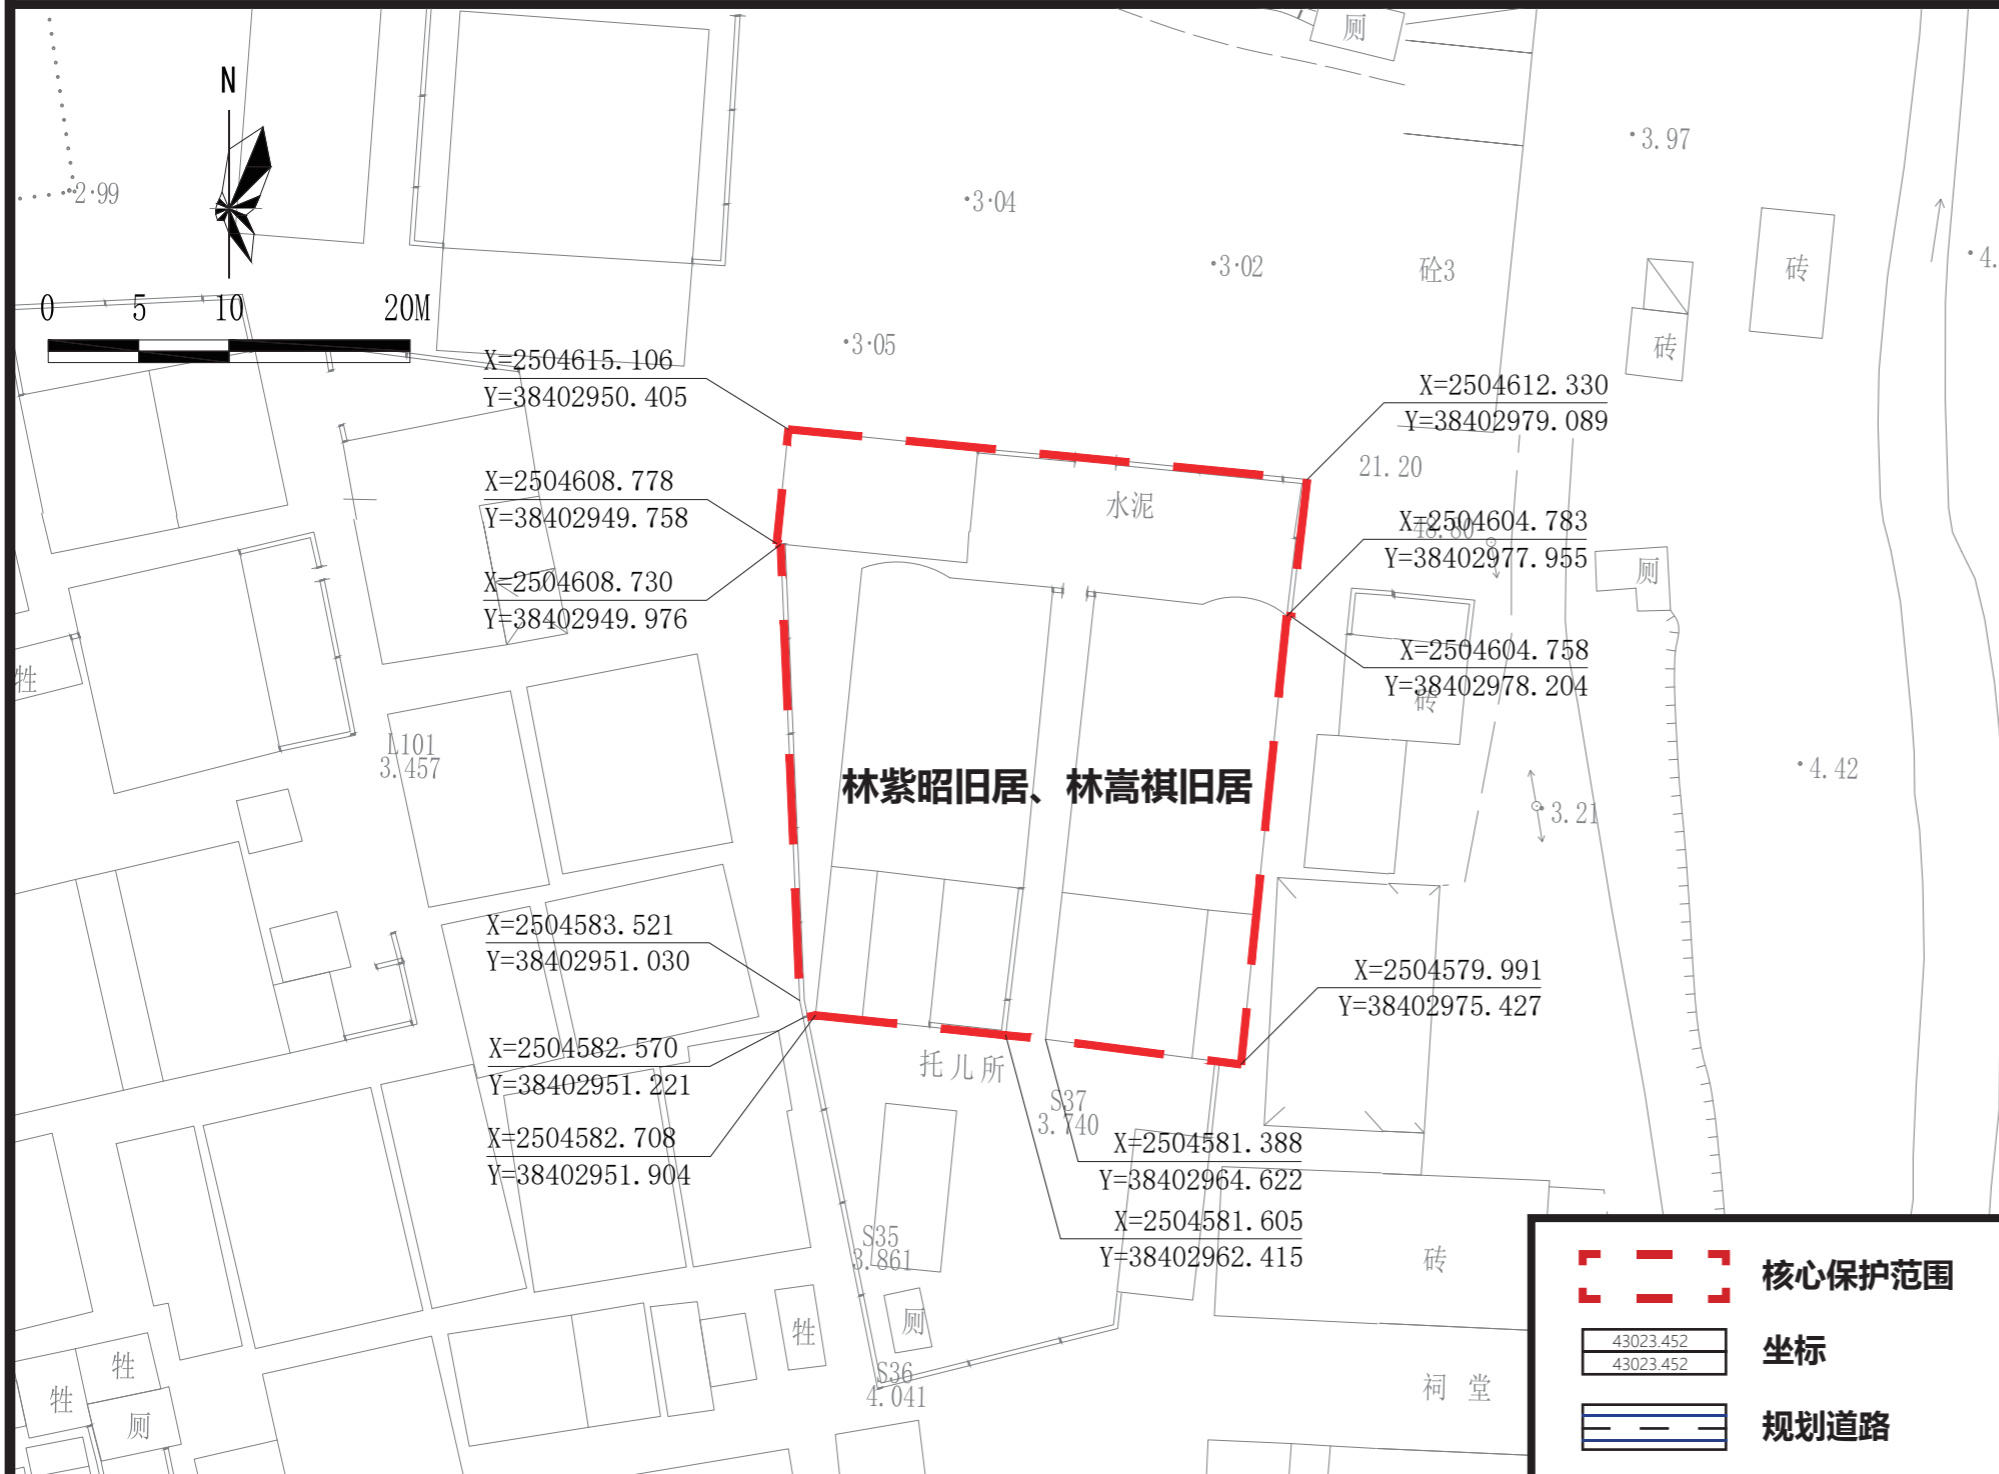 厕
N
3.97
2.99
3.04
3.02
砼3
砖
4.
0 5 10 20M
3.05
砖
X=2504615.106
Y=38402950.405
X=2504612.330
Y=38402979.089
21.20
X=2504608.778
Y=38402949.758
水泥
X=2504604.783
48.80
Y=38402977.955
厕
X=2504608.730
Y=38402949.976
X=2504604.758
Y=38402978.204
砖
牲
L101
3.457
林紫昭旧居、林嵩祺旧居
4.42
3.21
X=2504583.521
Y=38402951.030
X=2504579.991
Y=38402975.427
X=2504582.570
Y=38402951.221
托儿所
S37
3.740
X=2504582.708
Y=38402951.904
X=2504581.388
Y=38402964.622
X=2504581.605
Y=38402962.415
S35
3.861
砖
核心保护范围
厕
牲
43023.452
43023.452
坐标
牲
牲
厕
S36
4.041
祠堂
规划道路